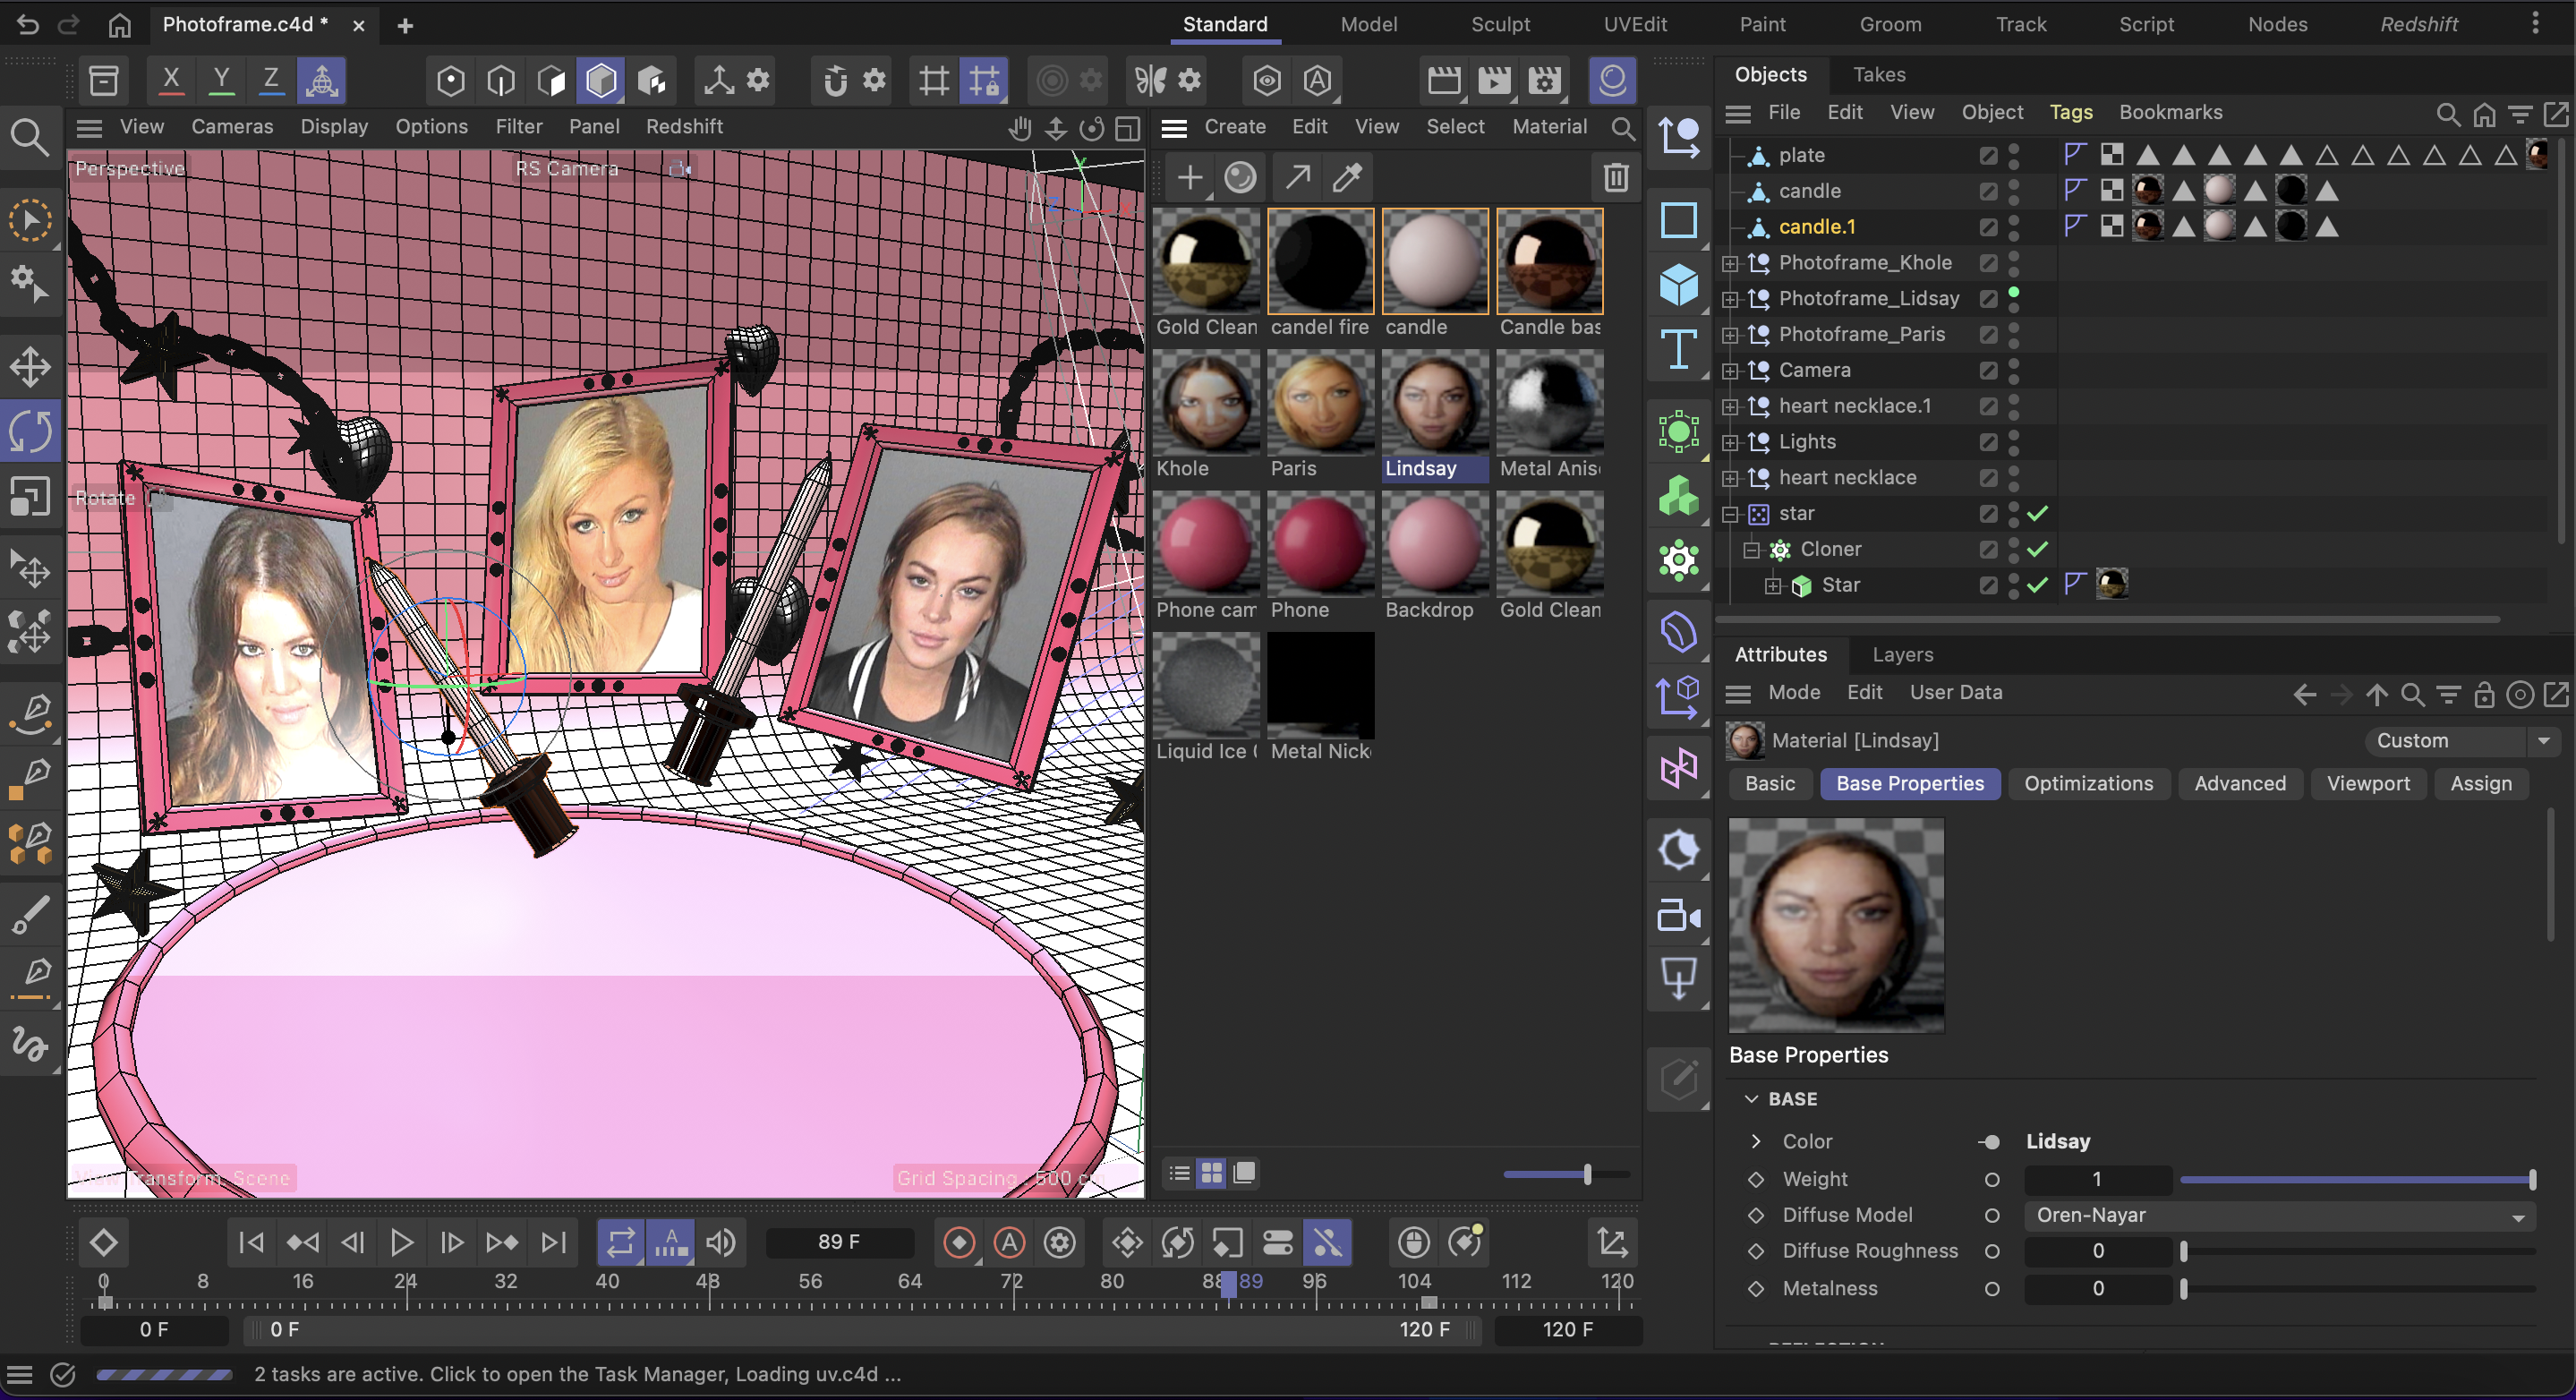 Photoframe.c4d *
Standard
Model
Sculpt
UVEdit
Paint
Groom
Track
Script
Nodes
Redshift
X
Y
Z
Objects
Takes
View
Cameras
Display
Options
Filter
Panel
Redshift
Create
Edit
View
Select
Material
File
Edit
View
Object
Tags
Bookmarks
Perspective
RS Camera
Rotate
Grid Spacing : 500 c
Gold Clean
candel fire
candle
Candle bas
Khole
Paris
Lindsay
Metal Aniso
Phone cam
Phone
Backdrop
Gold Clean
Liquid Ice
Metal Nick
plate
candle
candle.1
Photoframe_Khole
Photoframe_Lidsay
Photoframe_Paris
Camera
heart necklace.1
Lights
heart necklace
star
Cloner
Star
Attributes
Layers
Mode
Edit
User Data
Material [Lindsay]
Custom
Basic
Base Properties
Optimizations
Advanced
Viewport
Assign
Base Properties
BASE
Color
Lidsay
Weight
1
Diffuse Model
Oren-Nayar
Diffuse Roughness
0
Metalness
0
89 F
0
8
16
24
32
40
48
56
64
72
80
88
89
96
104
112
120
0 F
0 F
120 F
120 F
2 tasks are active. Click to open the Task Manager, Loading uv.c4d ...